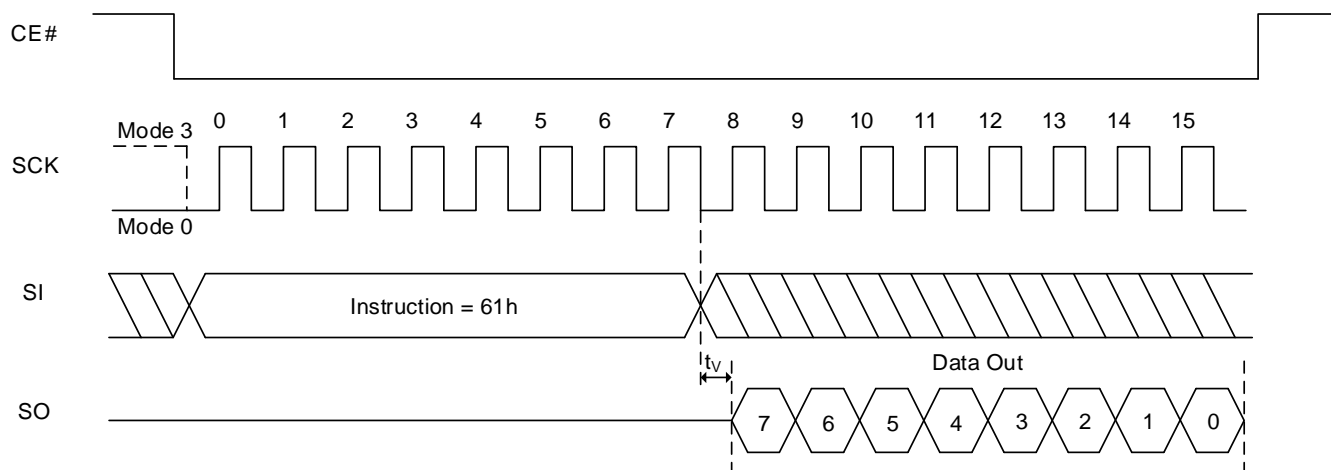 CE#
0 1 2 3 4 5 6 7 8 9 10 11 12 13 14 15
Mode 3
SCK
Mode 0
SI
Instruction = 61h
tV
Data Out
SO
7 6 5 4 3 2 1 0